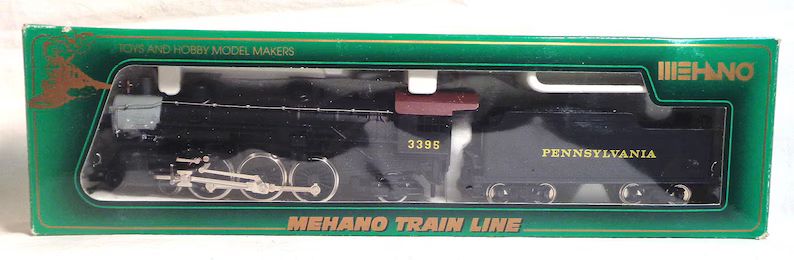 TOYS AND HOBBY MODEL MAKERS
MEHANO
3395
PENNSYLVANIA
MEHANO TRAIN LINE